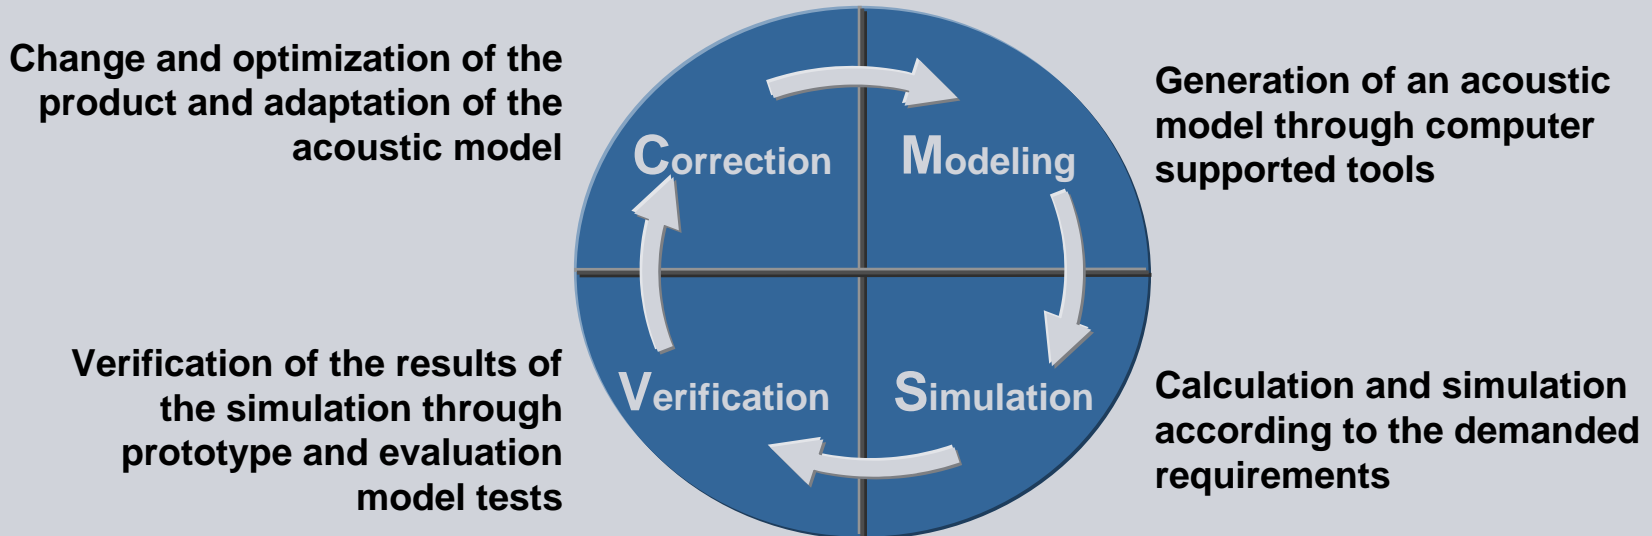 Change and optimization of the
product and adaptation of the
acoustic model
Correction
Modeling
Generation of an acoustic
model through computer
supported tools
Verification of the results of
the simulation through
prototype and evaluation
model tests
Verification
Simulation
Calculation and simulation
according to the demanded
requirements